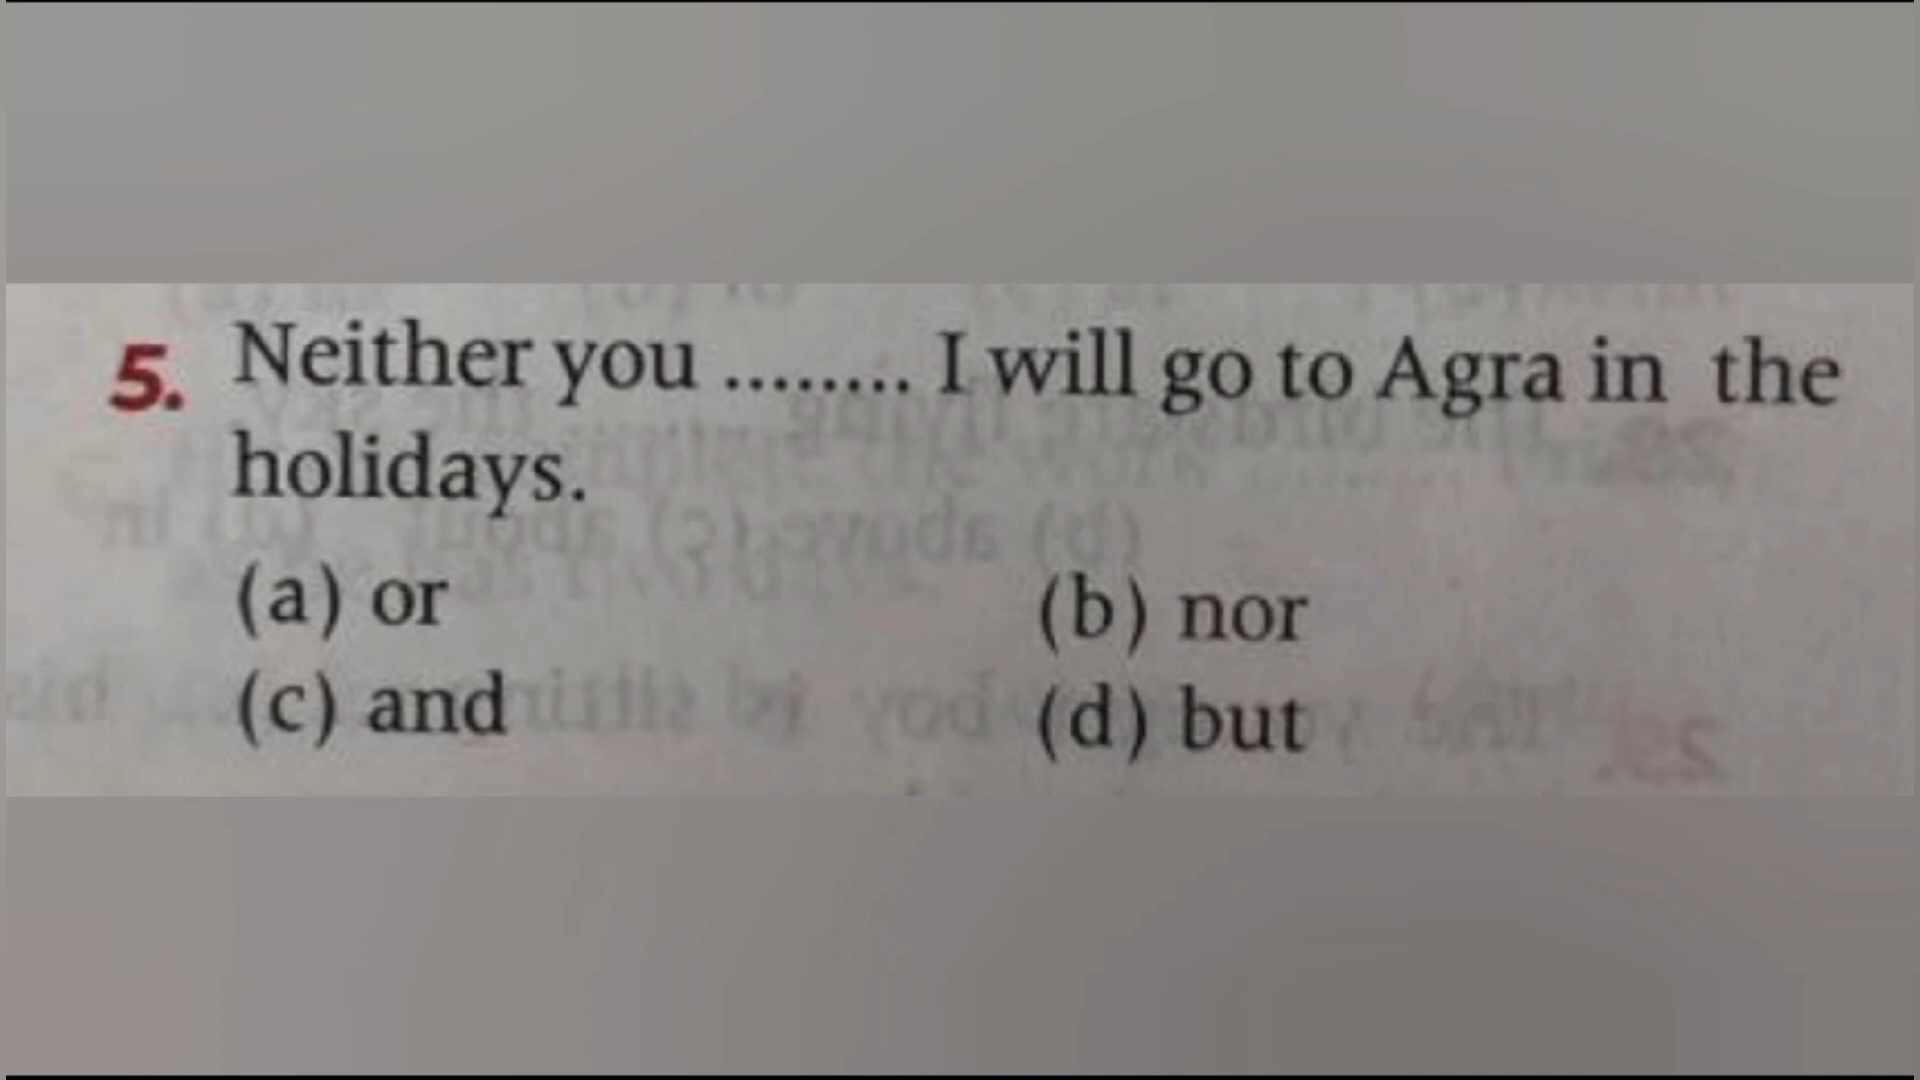 5. Neither you ........ I will go to Agra in the
holidays.
(a) or (b) nor
(c) and (d) but